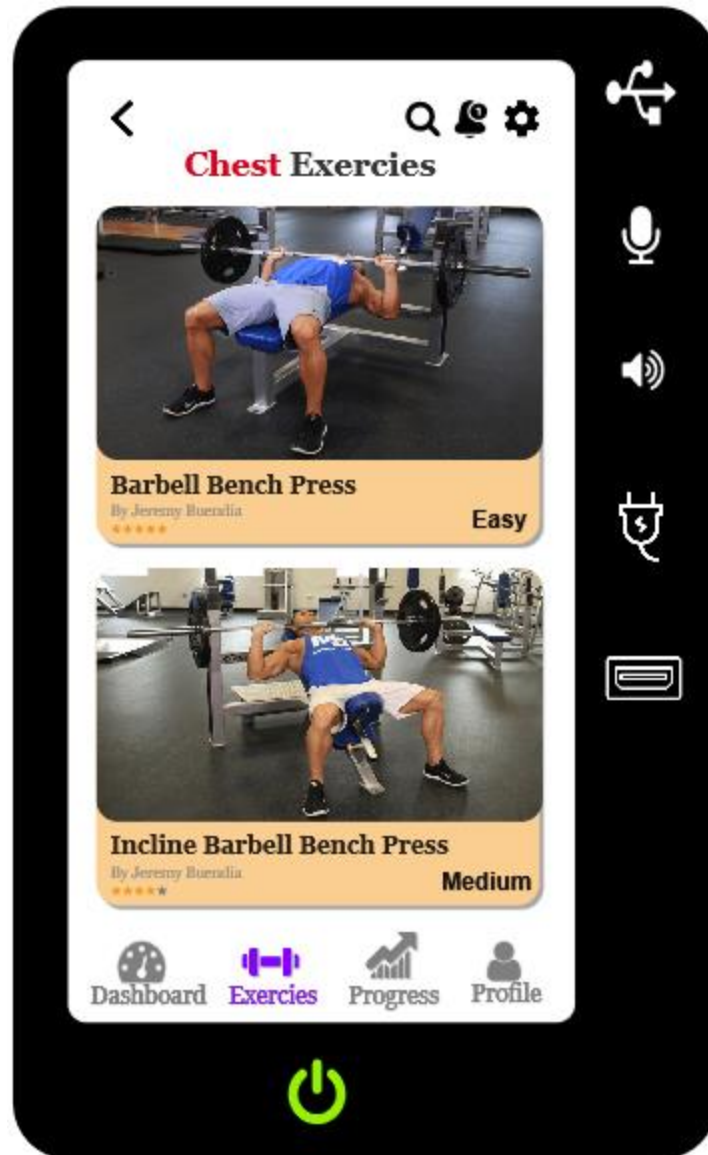 1
Chest Exercies
Barbell Bench Press
By Jeremy Buendia
Easy
Incline Barbell Bench Press
By Jeremy Buendia
Medium
Dashboard Exercies Progress Profile